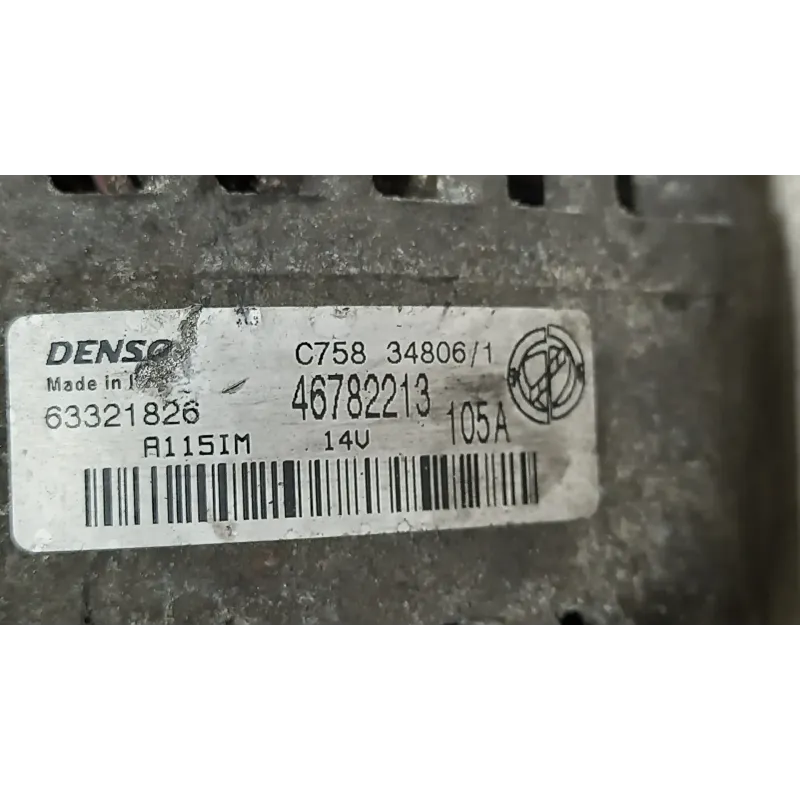 DENSO
C758 34806/1
Made in I
46782213
63321826
105A
A115IM 14V